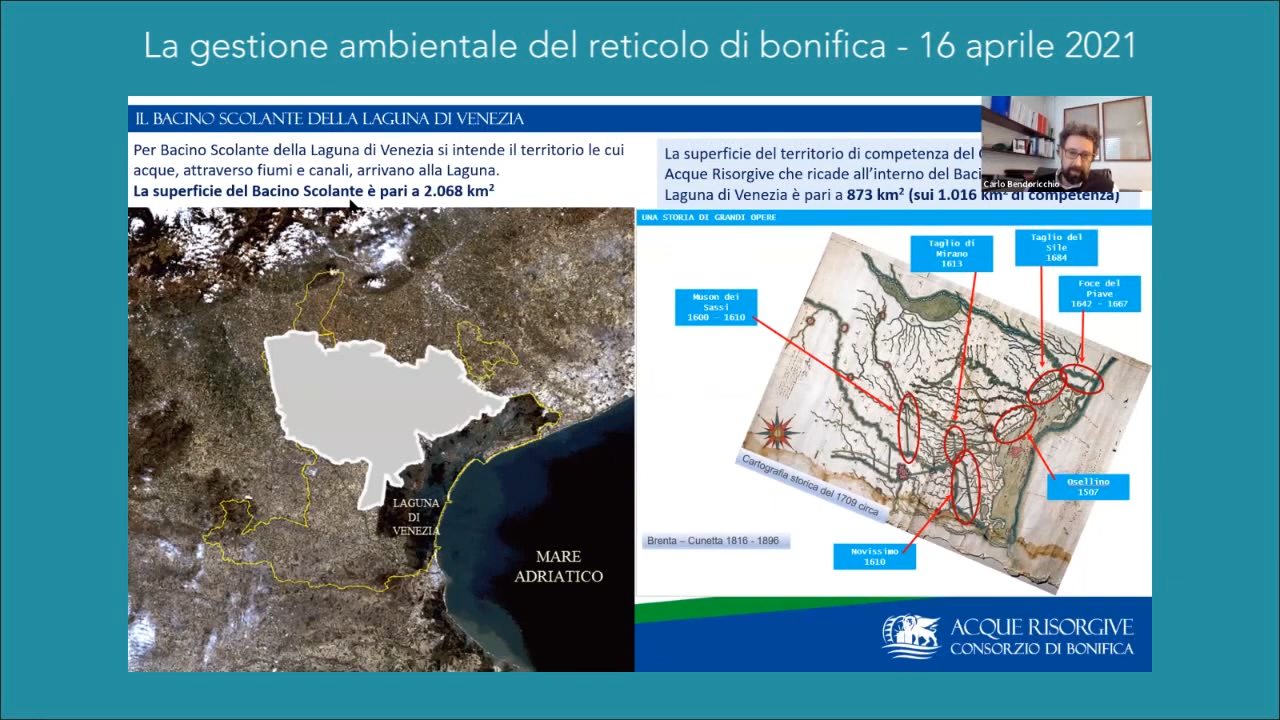 La gestione ambientale del reticolo di bonifica - 16 aprile 2021
IL BACINO SCOLANTE DELLA LAGUNA DI VENEZIA
Per Bacino Scolante della Laguna di Venezia si intende il territorio le cui
acque, attraverso fiumi e canali, arrivano alla Laguna.
La superficie del Bacino Scolante è pari a 2.068 km²
La superficie del territorio di competenza del
Acque Risorgive che ricade all’interno del
Laguna di Venezia è pari a 873 km² (sui 1.016 km² di competenza)
Carlo Bendoricchio
UNA STORIA DI GRANDI OPERE
Taglio di
Mirano
1613
Taglio del
Sile
1684
Foce del
Piave
1642 - 1667
Muson dei
Sassi
1600 - 1610
Osellino
1507
Novissimo
1610
Cartografia storica del 1709 circa
Brenta – Cunetta 1816 - 1896
LAGUNA
DI
VENEZIA
MARE
ADRIATICO
ACQUE RISORGIVE
CONSORZIO DI BONIFICA